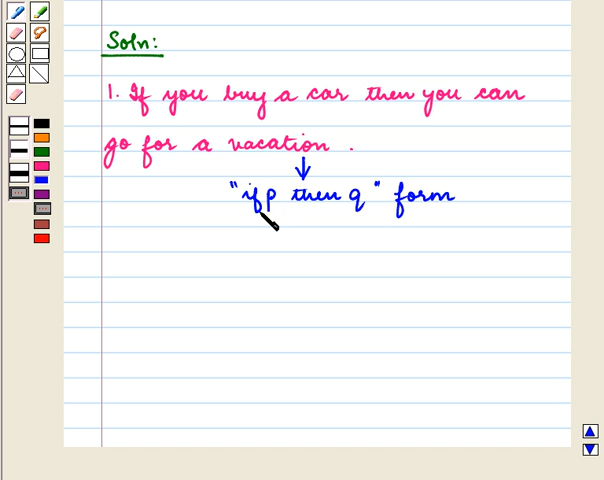 Soln:
1. If you buy a car then you can
go for a vacation .
"if p then q" form